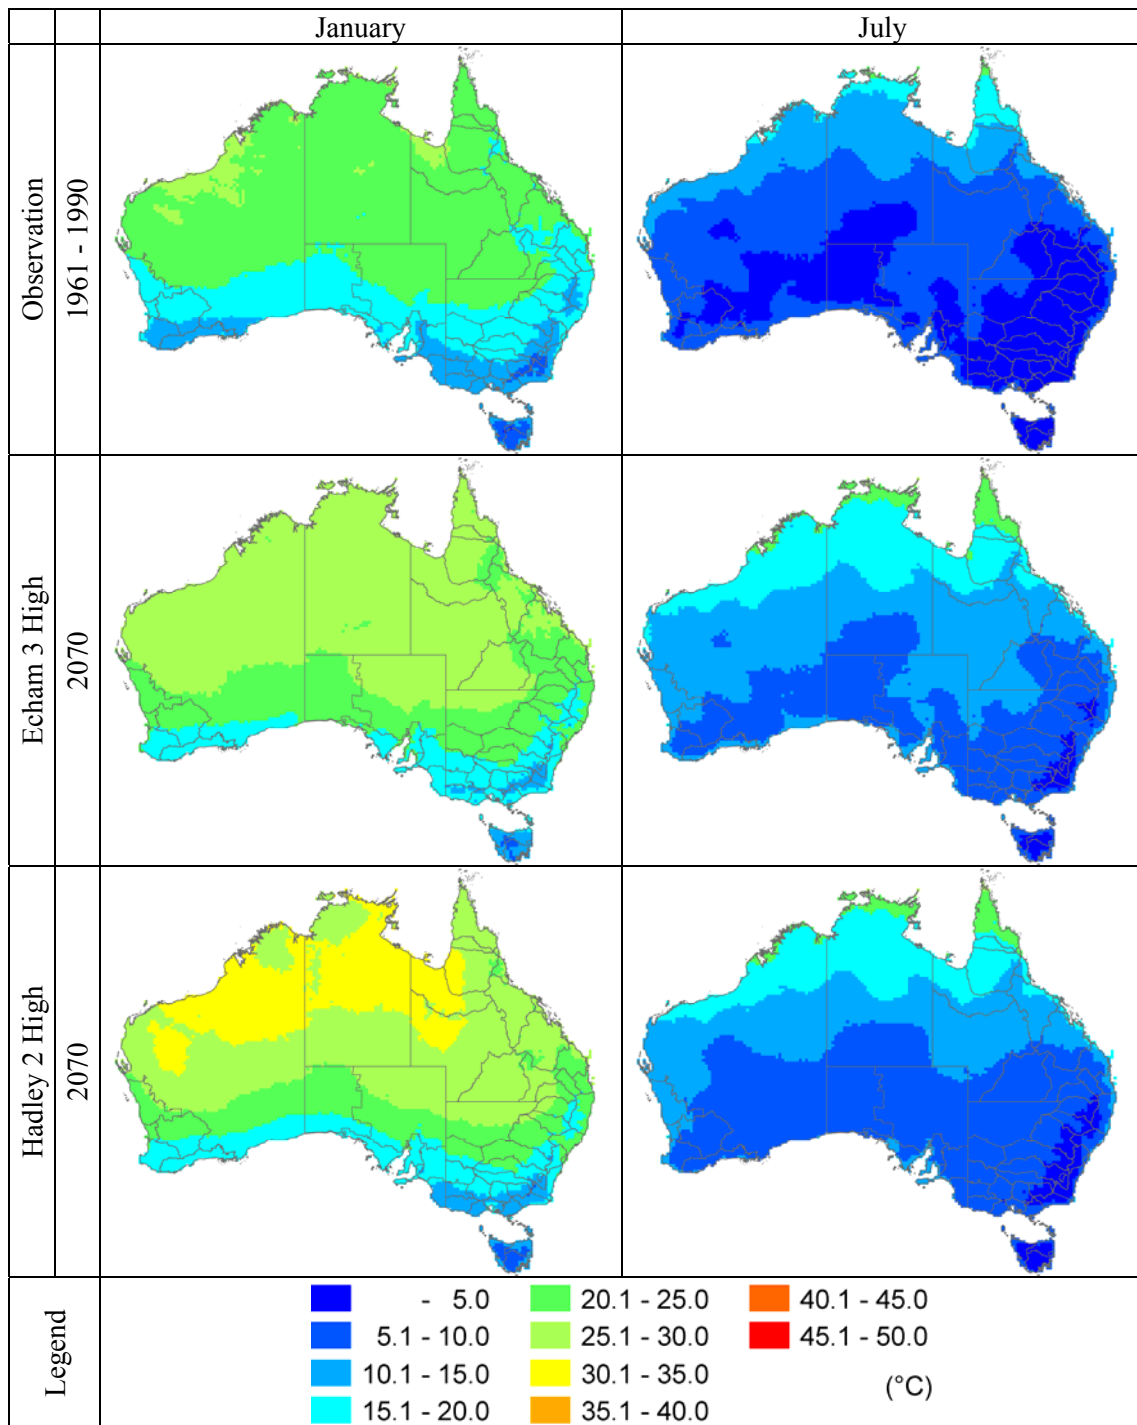 January
July
Observation
1961 - 1990
Echam 3 High
2070
Hadley 2 High
2070
Legend
- 5.0
5.1 - 10.0
10.1 - 15.0
15.1 - 20.0
20.1 - 25.0
25.1 - 30.0
30.1 - 35.0
35.1 - 40.0
40.1 - 45.0
45.1 - 50.0
(°C)